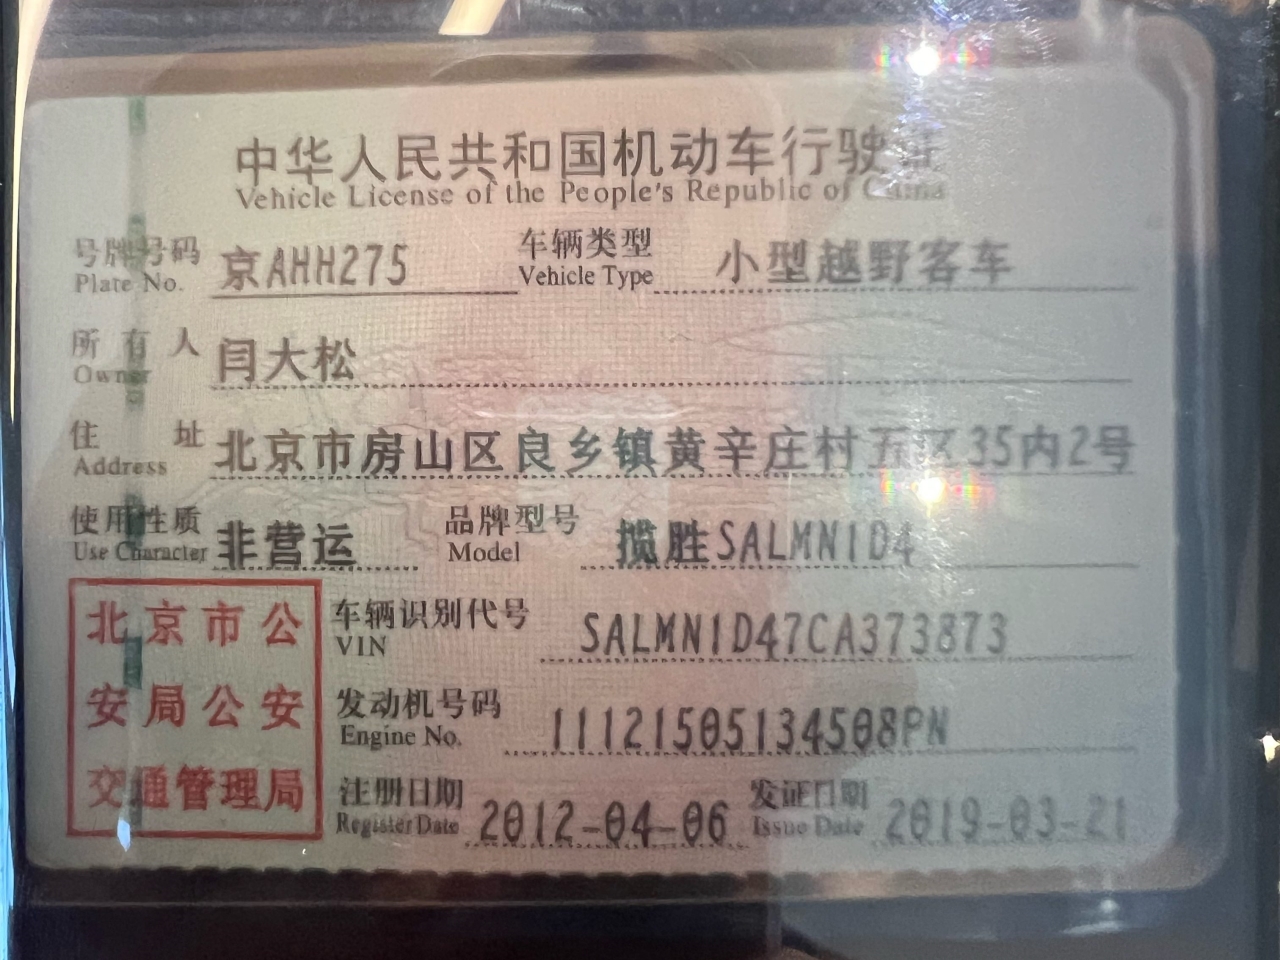 中华人民共和国机动车行驶证
Vehicle License of the People's Republic of China
号牌号码 京AHH275 车辆类型 小型越野客车
Plate No. Vehicle Type
所有人 闫大松
Owner
住址 北京市房山区良乡镇黄辛庄村五区35内2号
Address
使用性质 非营运 品牌型号 揽胜SALMN1D4
Use Character Model
北京市公
安局公安
交通管理局
车辆识别代号 SALMN1D47CA373873
VIN
发动机号码 11121505134508PN
Engine No.
注册日期 2012-04-06 发证日期 2019-03-21
Register Date Issue Date